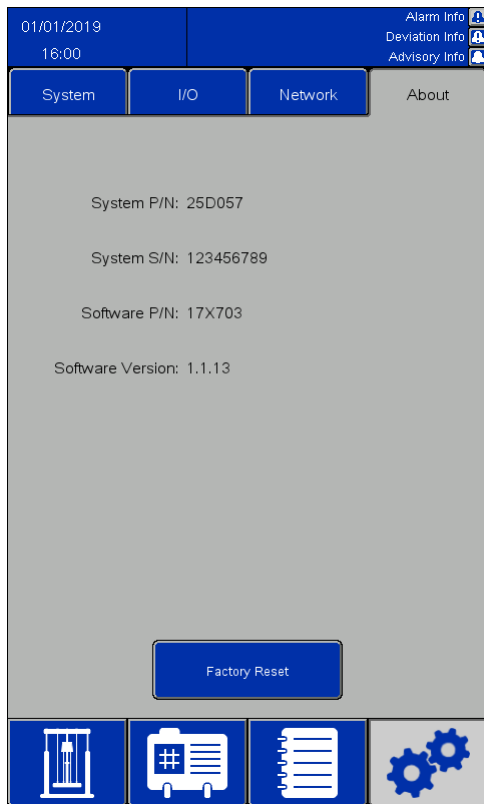 01/01/2019
16:00
Alarm Info
Deviation Info
Advisory Info
System
I/O
Network
About
System P/N: 25D057
System S/N: 123456789
Software P/N: 17X703
Software Version: 1.1.13
Factory Reset
#